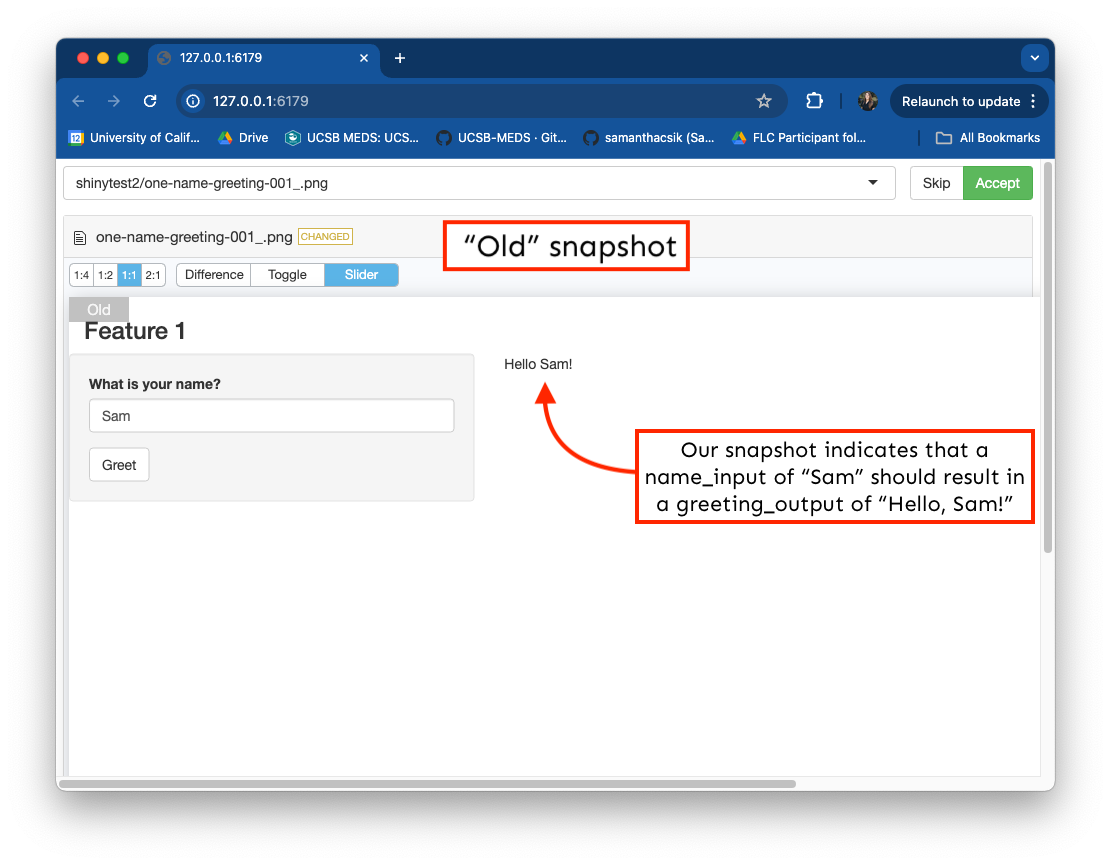 127.0.0.1:6179
127.0.0.1:6179
Relaunch to update
12 University of Calif... Drive UCSB MEDS: UCS... UCSB-MEDS · Git... samanthacsik (Sa... FLC Participant fol... All Bookmarks
shinytest2/one-name-greeting-001_.png Skip Accept
one-name-greeting-001_.png CHANGED
“Old” snapshot
1:4 1:2 1:1 2:1 Difference Toggle Slider
Old
Feature 1
Hello Sam!
What is your name?
Sam
Greet
Our snapshot indicates that a
name_input of “Sam” should result in
a greeting_output of “Hello, Sam!”